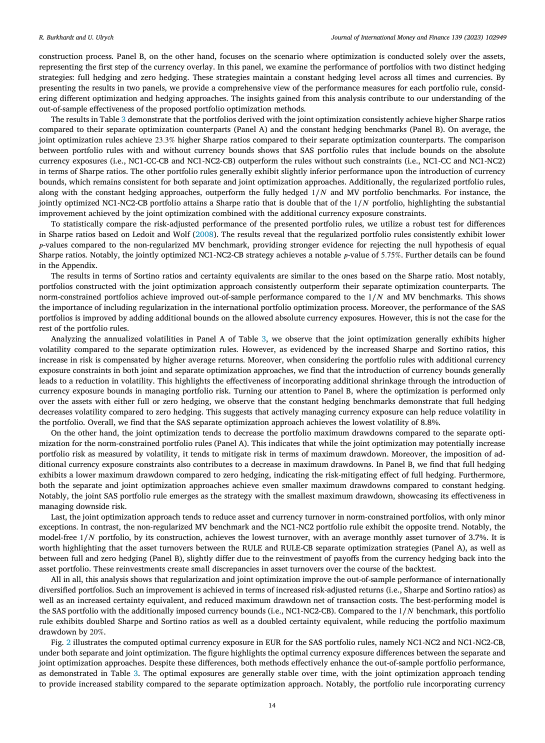 R. Burkhardt and U. Ulrych
Journal of International Money and Finance 139 (2023) 102949
construction process. Panel B, on the other hand, focuses on the scenario where optimization is conducted solely over the assets,
representing the first step of the currency overlay. In this panel, we examine the performance of portfolios with two distinct hedging
strategies: full hedging and zero hedging. These strategies maintain a constant hedging level across all times and currencies. By
presenting the results in two panels, we provide a comprehensive view of the performance measures for each portfolio rule, consid-
ering different optimization and hedging approaches. The insights gained from this analysis contribute to our understanding of the
out-of-sample effectiveness of the proposed portfolio optimization methods.
The results in Table 3 demonstrate that the portfolios derived with the joint optimization consistently achieve higher Sharpe ratios
compared to their separate optimization counterparts (Panel A) and the constant hedging benchmarks (Panel B). On average, the
joint optimization rules achieve 23.3% higher Sharpe ratios compared to their separate optimization counterparts. The comparison
between portfolio rules with and without currency bounds shows that SAS portfolio rules that include bounds on the absolute
currency exposures (i.e., NC1-CC-CB and NC1-NC2-CB) outperform the rules without such constraints (i.e., NC1-CC and NC1-NC2)
in terms of Sharpe ratios. The other portfolio rules generally exhibit slightly inferior performance upon the introduction of currency
bounds, which remains consistent for both separate and joint optimization approaches. Additionally, the regularized portfolio rules,
along with the constant hedging approaches, outperform the fully hedged 1/N and MV portfolio benchmarks. For instance, the
jointly optimized NC1-NC2-CB portfolio attains a Sharpe ratio that is double that of the 1/N portfolio, highlighting the substantial
improvement achieved by the joint optimization combined with the additional currency exposure constraints.
To statistically compare the risk-adjusted performance of the presented portfolio rules, we utilize a robust test for differences
in Sharpe ratios based on Ledoit and Wolf (2008). The results reveal that the regularized portfolio rules consistently exhibit lower
p-values compared to the non-regularized MV benchmark, providing stronger evidence for rejecting the null hypothesis of equal
Sharpe ratios. Notably, the jointly optimized NC1-NC2-CB strategy achieves a notable p-value of 5.75%. Further details can be found
in the Appendix.
The results in terms of Sortino ratios and certainty equivalents are similar to the ones based on the Sharpe ratio. Most notably,
portfolios constructed with the joint optimization approach consistently outperform their separate optimization counterparts. The
norm-constrained portfolios achieve improved out-of-sample performance compared to the 1/N and MV benchmarks. This shows
the importance of including regularization in the international portfolio optimization process. Moreover, the performance of the SAS
portfolios is improved by adding additional bounds on the allowed absolute currency exposures. However, this is not the case for the
rest of the portfolio rules.
Analyzing the annualized volatilities in Panel A of Table 3, we observe that the joint optimization generally exhibits higher
volatility compared to the separate optimization rules. However, as evidenced by the increased Sharpe and Sortino ratios, this
increase in risk is compensated by higher average returns. Moreover, when considering the portfolio rules with additional currency
exposure constraints in both joint and separate optimization approaches, we find that the introduction of currency bounds generally
leads to a reduction in volatility. This highlights the effectiveness of incorporating additional shrinkage through the introduction of
currency exposure bounds in managing portfolio risk. Turning our attention to Panel B, where the optimization is performed only
over the assets with either full or zero hedging, we observe that the constant hedging benchmarks demonstrate that full hedging
decreases volatility compared to zero hedging. This suggests that actively managing currency exposure can help reduce volatility in
the portfolio. Overall, we find that the SAS separate optimization approach achieves the lowest volatility of 8.8%.
On the other hand, the joint optimization tends to decrease the portfolio maximum drawdowns compared to the separate opti-
mization for the norm-constrained portfolio rules (Panel A). This indicates that while the joint optimization may potentially increase
portfolio risk as measured by volatility, it tends to mitigate risk in terms of maximum drawdown. Moreover, the imposition of ad-
ditional currency exposure constraints also contributes to a decrease in maximum drawdowns. In Panel B, we find that full hedging
exhibits a lower maximum drawdown compared to zero hedging, indicating the risk-mitigating effect of full hedging. Furthermore,
both the separate and joint optimization approaches achieve even smaller maximum drawdowns compared to constant hedging.
Notably, the joint SAS portfolio rule emerges as the strategy with the smallest maximum drawdown, showcasing its effectiveness in
managing downside risk.
Last, the joint optimization approach tends to reduce asset and currency turnover in norm-constrained portfolios, with only minor
exceptions. In contrast, the non-regularized MV benchmark and the NC1-NC2 portfolio rule exhibit the opposite trend. Notably, the
model-free 1/N portfolio, by its construction, achieves the lowest turnover, with an average monthly asset turnover of 3.7%. It is
worth highlighting that the asset turnovers between the RULE and RULE-CB separate optimization strategies (Panel A), as well as
between full and zero hedging (Panel B), slightly differ due to the reinvestment of payoffs from the currency hedging back into the
asset portfolio. These reinvestments create small discrepancies in asset turnovers over the course of the backtest.
All in all, this analysis shows that regularization and joint optimization improve the out-of-sample performance of internationally
diversified portfolios. Such an improvement is achieved in terms of increased risk-adjusted returns (i.e., Sharpe and Sortino ratios) as
well as an increased certainty equivalent, and reduced maximum drawdown net of transaction costs. The best-performing model is
the SAS portfolio with the additionally imposed currency bounds (i.e., NC1-NC2-CB). Compared to the 1/N benchmark, this portfolio
rule exhibits doubled Sharpe and Sortino ratios as well as a doubled certainty equivalent, while reducing the portfolio maximum
drawdown by 20%.
Fig. 2 illustrates the computed optimal currency exposure in EUR for the SAS portfolio rules, namely NC1-NC2 and NC1-NC2-CB,
under both separate and joint optimization. The figure highlights the optimal currency exposure differences between the separate and
joint optimization approaches. Despite these differences, both methods effectively enhance the out-of-sample portfolio performance,
as demonstrated in Table 3. The optimal exposures are generally stable over time, with the joint optimization approach tending
to provide increased stability compared to the separate optimization approach. Notably, the portfolio rule incorporating currency
14